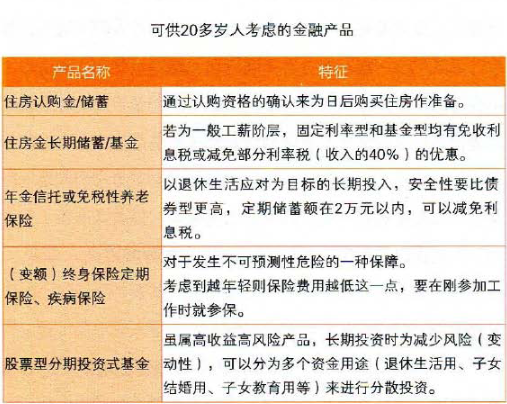 可供20多岁人考虑的金融产品
产品名称 特征
住房认购金/储蓄 通过认购资格的确认来为日后购买住房作准备。
住房金长期储蓄/基金 若为一般工薪阶层，固定利率型和基金型均有免收利
息税或减免部分利率税（收入的40%）的优惠。
年金信托或免税性养老
保险
以退休生活应对为目标的长期投入，安全性要比债
券型更高，定期储蓄额在2万元以内，可以减免利
息税。
（变额）终身保险定期
保险、疾病保险
对于发生不可预测性危险的一种保障。
考虑到越年轻则保险费用越低这一点，要在刚参加工
作时就参保。
股票型分期投资式基金
虽属高收益高风险产品，长期投资时为减少风险（变
动性），可以分为多个资金用途（退休生活用、子女
结婚用、子女教育用等）来进行分散投资。